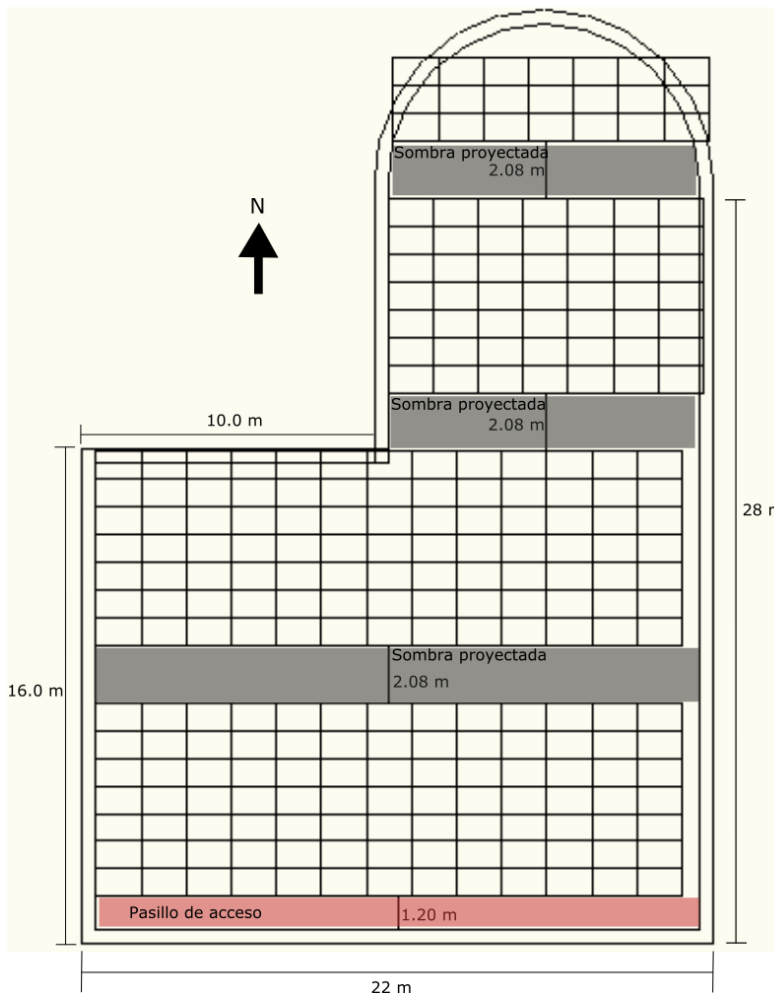 Sombra proyectada
2.08 m
N
Sombra proyectada
2.08 m
10.0 m
28 m
Sombra proyectada
2.08 m
16.0 m
Pasillo de acceso
1.20 m
22 m